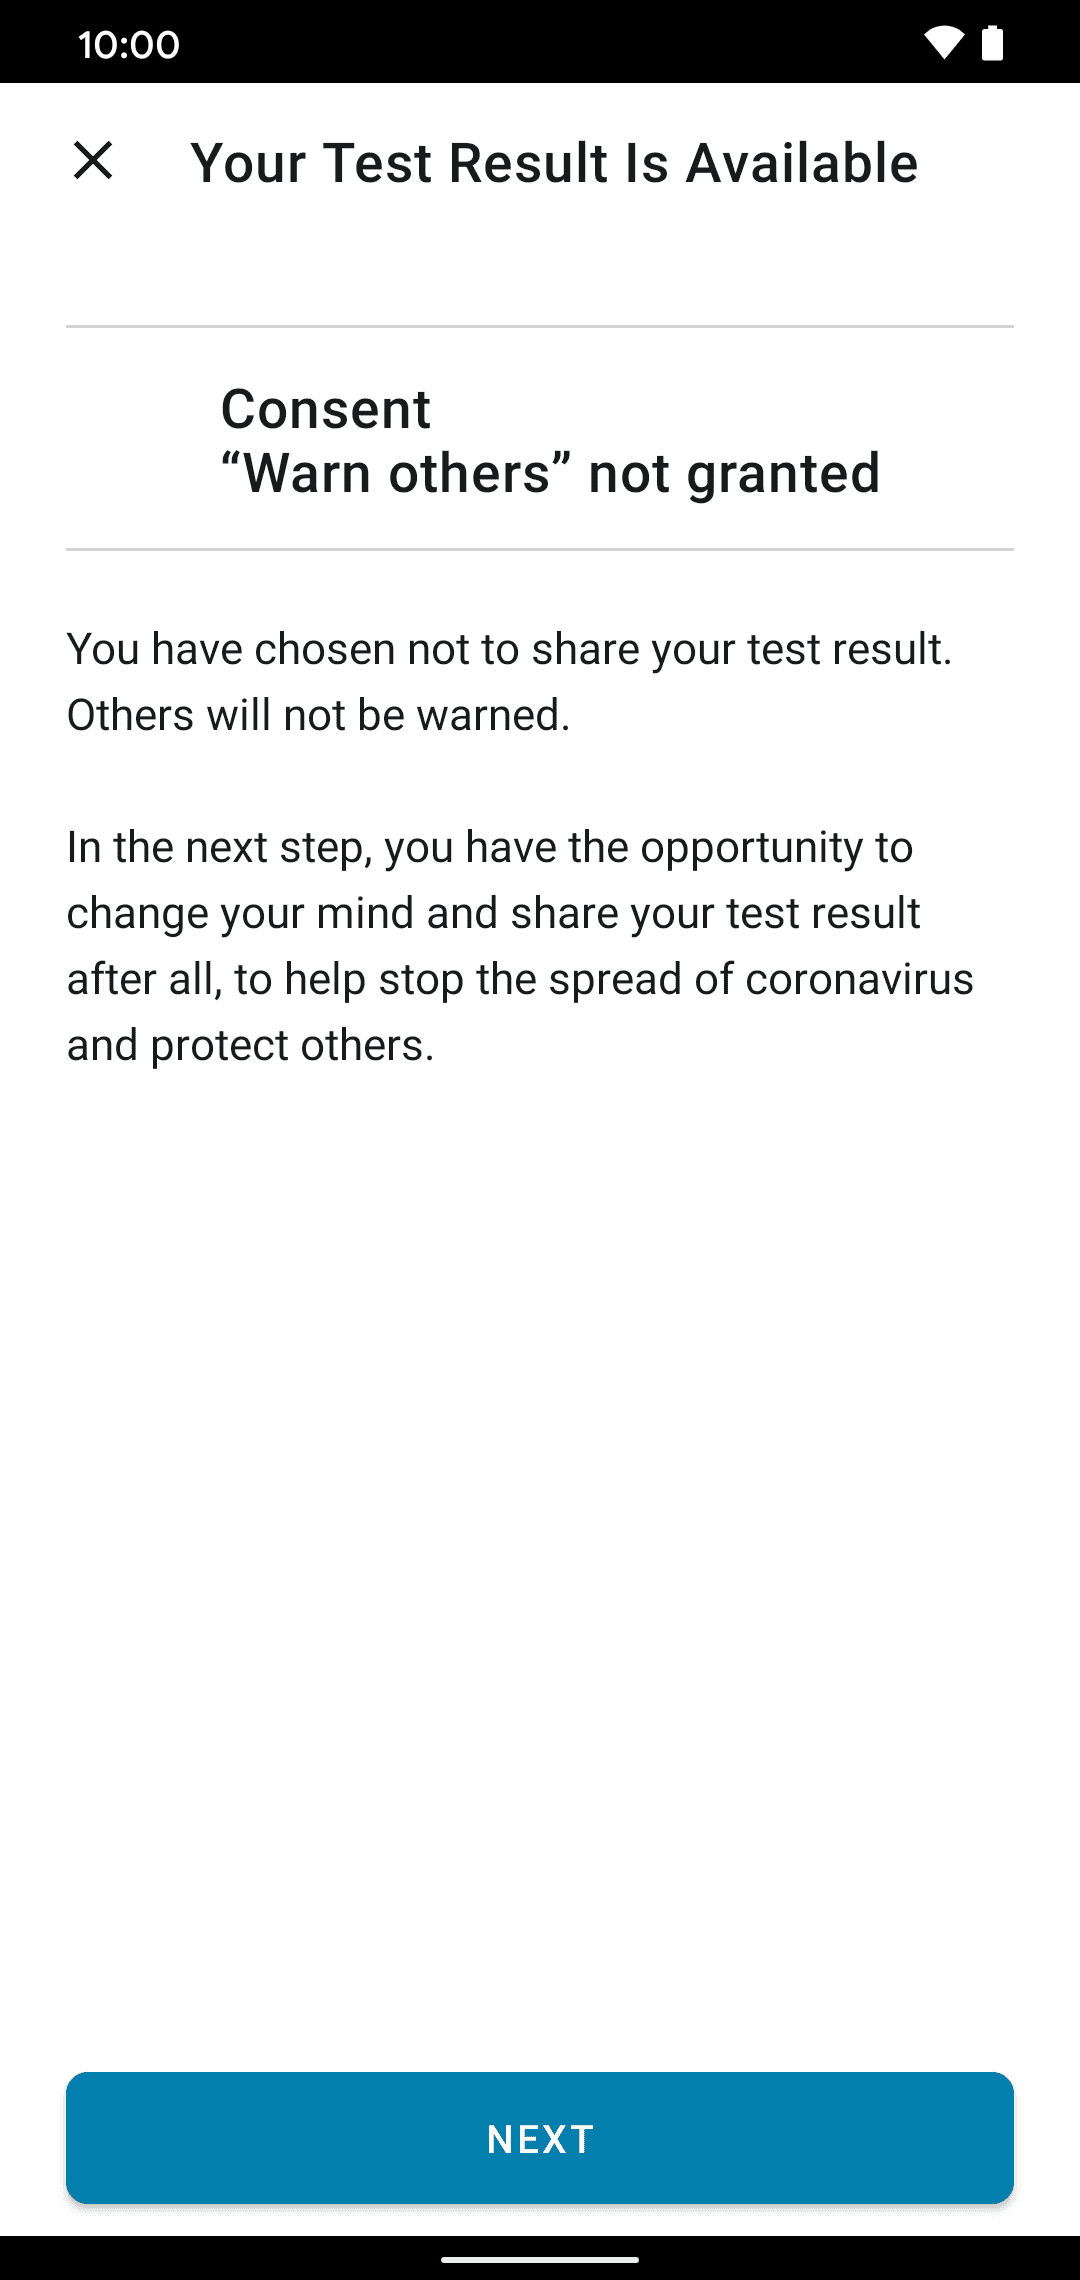 10:00
Your Test Result Is Available
Consent
“Warn others” not granted
You have chosen not to share your test result.
Others will not be warned.
In the next step, you have the opportunity to
change your mind and share your test result
after all, to help stop the spread of coronavirus
and protect others.
NEXT